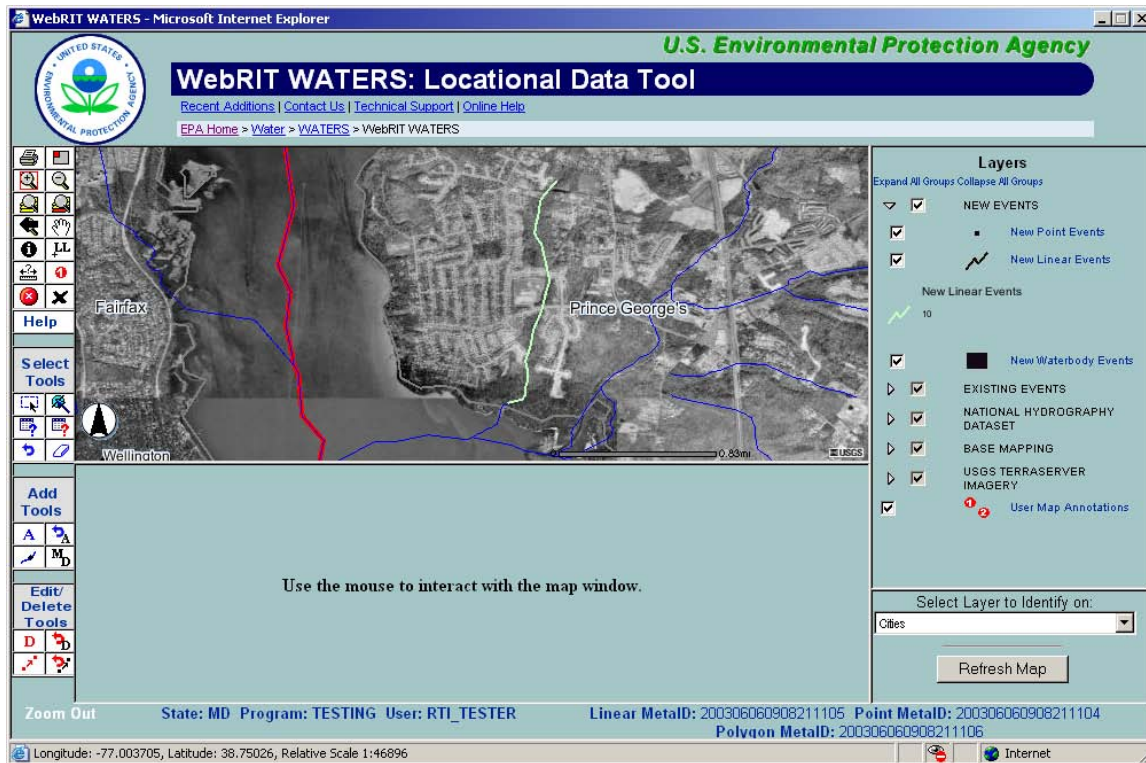 WebRIT WATERS - Microsoft Internet Explorer
UNITED STATES
ENVIRONMENTAL PROTECTION AGENCY
U.S. Environmental Protection Agency
WebRIT WATERS: Locational Data Tool
Recent Additions | Contact Us | Technical Support | Online Help
EPA Home > Water > WATERS > WebRIT WATERS
LL
Help
Select
Tools
Add
Tools
A A
MD
Edit/
Delete
Tools
D D
Fairfax
Prince George's
Wellington
0
0.83mi
USGS
Use the mouse to interact with the map window.
Layers
Expand All Groups Collapse All Groups
NEW EVENTS
New Point Events
New Linear Events
New Linear Events
10
New Waterbody Events
EXISTING EVENTS
NATIONAL HYDROGRAPHY
DATASET
BASE MAPPING
USGS TERRASERVER
IMAGERY
User Map Annotations
Select Layer to Identify on:
Cities
Refresh Map
Zoom Out
State: MD Program: TESTING User: RTI_TESTER
Linear MetaID: 200306060908211105 Point MetaID: 200306060908211104
Polygon MetaID: 200306060908211106
Longitude: -77.003705, Latitude: 38.75026, Relative Scale 1:46896
Internet